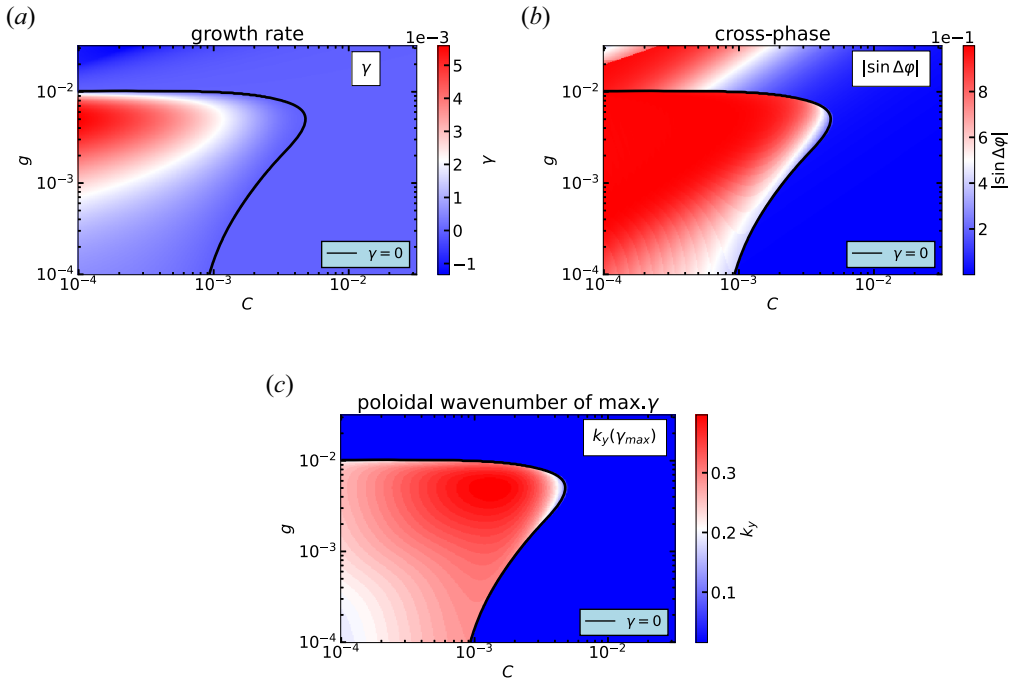 (a)
growth rate
1e−3
γ
10⁻²
10⁻³
10⁻⁴
g
γ = 0
10⁻⁴
10⁻³
10⁻²
C
5
4
3
2
1
0
−1
γ
(b)
cross-phase
1e−1
|sin Δφ|
10⁻²
10⁻³
10⁻⁴
g
γ = 0
10⁻⁴
10⁻³
10⁻²
C
8
6
4
2
|sin Δφ|
(c)
poloidal wavenumber of max.γ
k_y(γ_max)
10⁻²
10⁻³
10⁻⁴
g
γ = 0
10⁻⁴
10⁻³
10⁻²
C
0.3
0.2
0.1
k_y